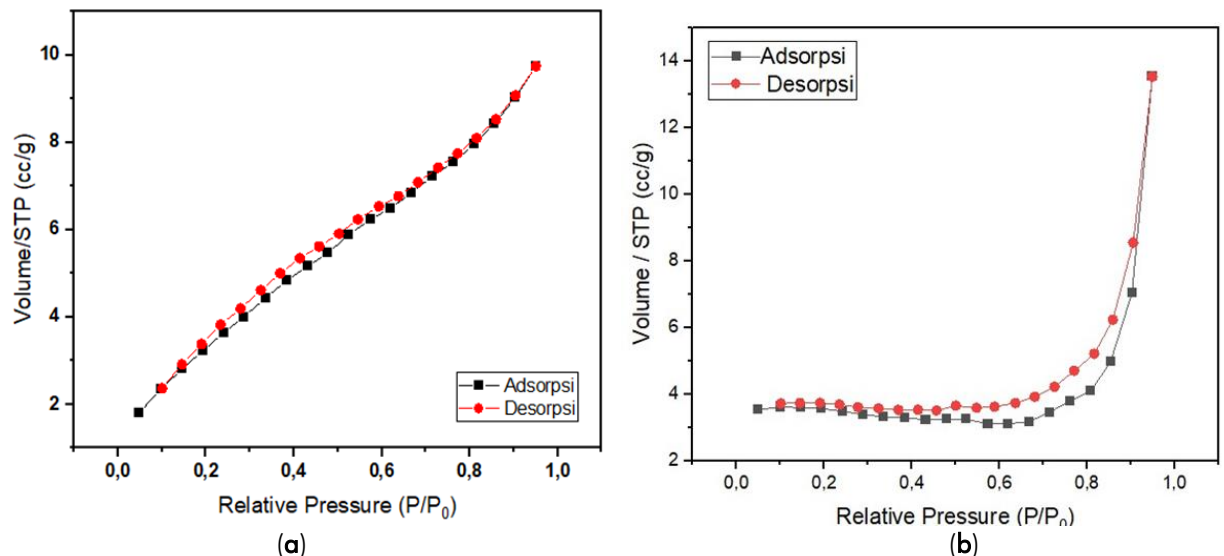 10
8
6
4
2
Volume/STP (cc/g)
Adsorpsi
Desorpsi
0,0 0,2 0,4 0,6 0,8 1,0
Relative Pressure (P/P₀)
(a)
14
12
10
8
6
4
2
Volume / STP (cc/g)
Adsorpsi
Desorpsi
0,0 0,2 0,4 0,6 0,8 1,0
Relative Pressure (P/P₀)
(b)